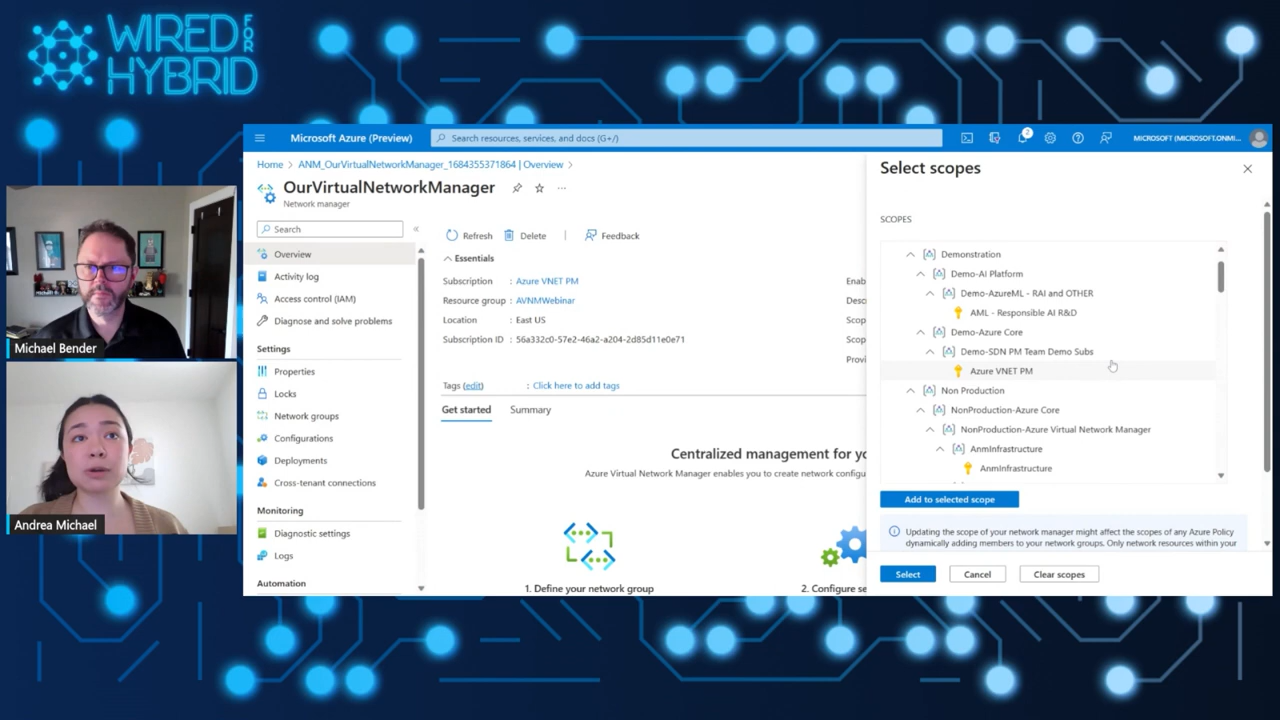 WIRED FOR
HYBRID
Microsoft Azure (Preview)
Search resources, services, and docs (G+/)
2
MICROSOFT (MICROSOFT.ONMI...
Home > ANM_OurVirtualNetworkManager_1684355371864 | Overview >
OurVirtualNetworkManager
Network manager
Search
Overview
Activity log
Access control (IAM)
Diagnose and solve problems
Settings
Properties
Locks
Network groups
Configurations
Deployments
Cross-tenant connections
Monitoring
Diagnostic settings
Logs
Automation
Refresh
Delete
Feedback
Essentials
Subscription : Azure VNET PM
Resource group : AVNMWebinar
Location : East US
Subscription ID : 56a332c0-57e2-46a2-a204-2d85d11e0e71
Enab
Desc
Scop
Scop
Provi
Tags (edit) : Click here to add tags
Get started
Summary
Centralized management for yo
Azure Virtual Network Manager enables you to create network configur
1. Define your network group
2. Configure se
Select scopes
SCOPES
Demonstration
Demo-AI Platform
Demo-AzureML - RAI and OTHER
AML - Responsible AI R&D
Demo-Azure Core
Demo-SDN PM Team Demo Subs
Azure VNET PM
Non Production
NonProduction-Azure Core
NonProduction-Azure Virtual Network Manager
AnmInfrastructure
AnmInfrastructure
Add to selected scope
Updating the scope of your network manager might affect the scopes of any Azure Policy
dynamically adding members to your network groups. Only network resources within your
Select
Cancel
Clear scopes
Michael Bender
Andrea Michael